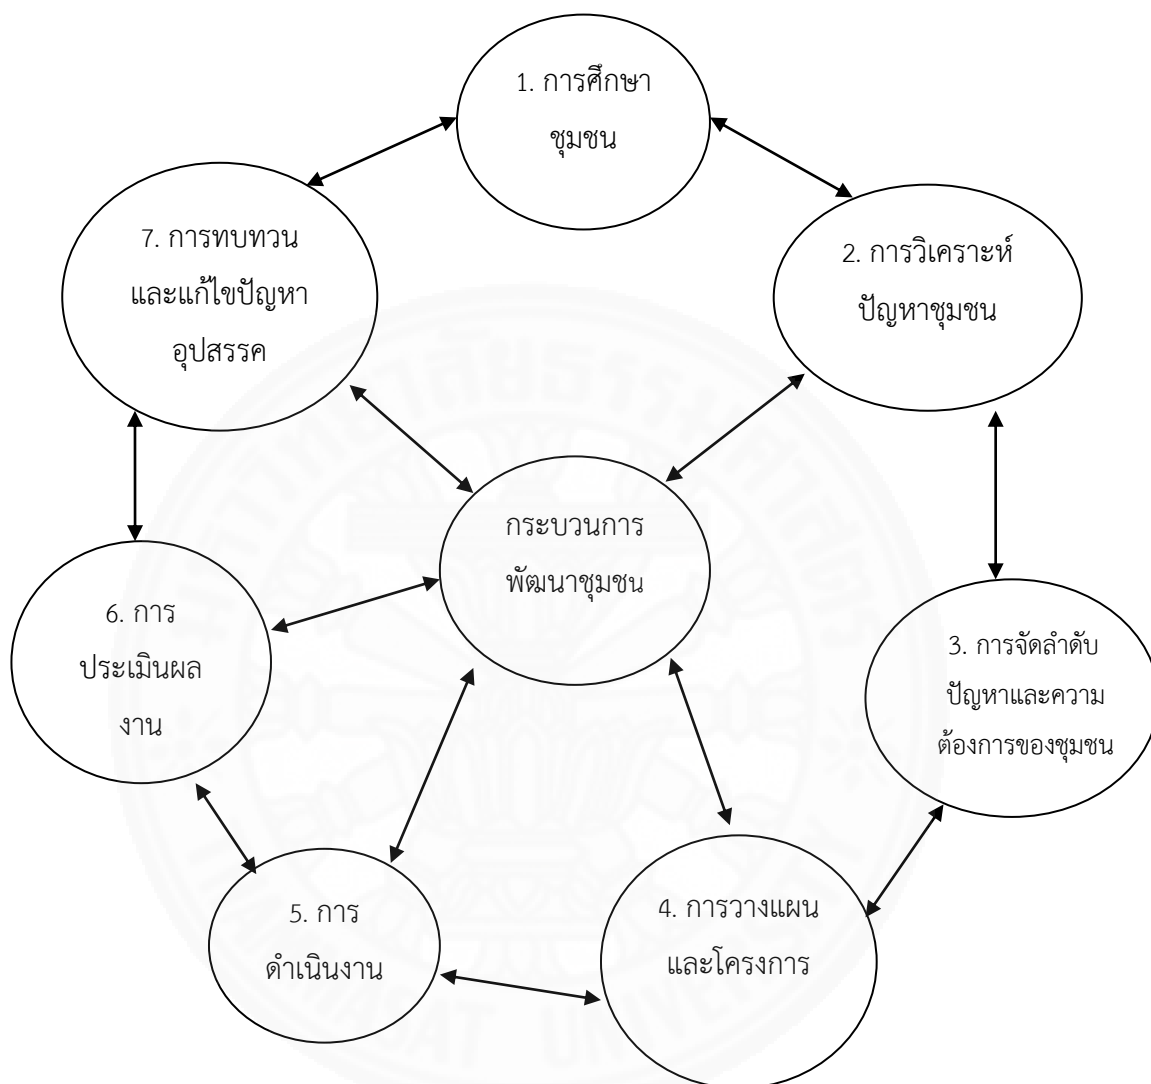 1. การศึกษา
ชุมชน
2. การวิเคราะห์
ปัญหาชุมชน
3. การจัดลำดับ
ปัญหาและความ
ต้องการของชุมชน
4. การวางแผน
และโครงการ
5. การ
ดำเนินงาน
6. การ
ประเมินผล
งาน
7. การทบทวน
และแก้ไขปัญหา
อุปสรรค
กระบวนการ
พัฒนาชุมชน